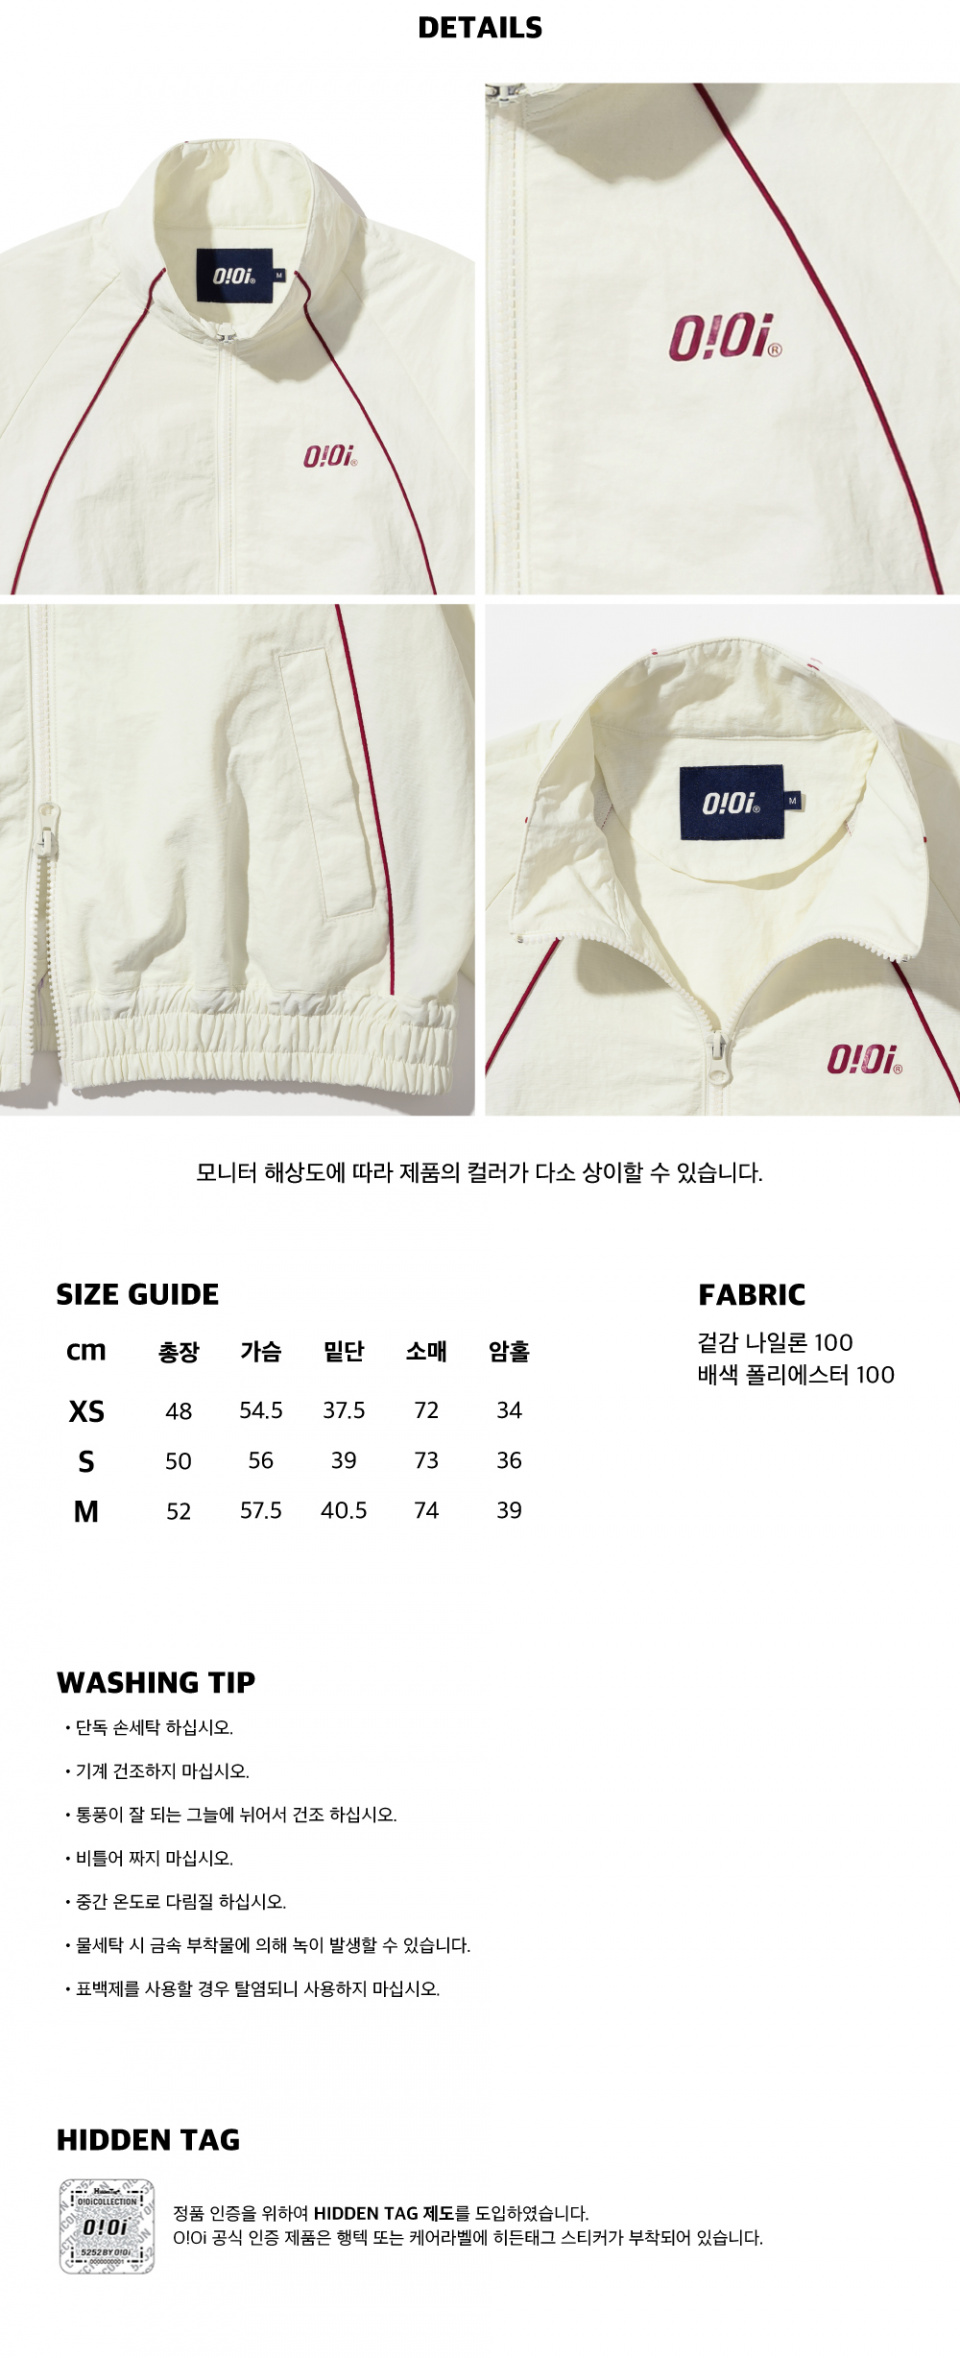 DETAILS
O!Oi®
M
O!Oi®
O!Oi®
O!Oi®
M
O!Oi®
모니터 해상도에 따라 제품의 컬러가 다소 상이할 수 있습니다.
SIZE GUIDE
cm 총장 가슴 밑단 소매 암홀
XS 48 54.5 37.5 72 34
S 50 56 39 73 36
M 52 57.5 40.5 74 39
FABRIC
겉감 나일론 100
배색 폴리에스터 100
WASHING TIP
• 단독 손세탁 하십시오.
• 기계 건조하지 마십시오.
• 통풍이 잘 되는 그늘에 뉘어서 건조 하십시오.
• 비틀어 짜지 마십시오.
• 중간 온도로 다림질 하십시오.
• 물세탁 시 금속 부착물에 의해 녹이 발생할 수 있습니다.
• 표백제를 사용할 경우 탈염되니 사용하지 마십시오.
HIDDEN TAG
HiddenTag
O!OiCOLLECTION
O!Oi
5252 BY O!Oi
0000000001
정품 인증을 위하여 HIDDEN TAG 제도를 도입하였습니다.
O!Oi 공식 인증 제품은 행텍 또는 케어라벨에 히든태그 스티커가 부착되어 있습니다.